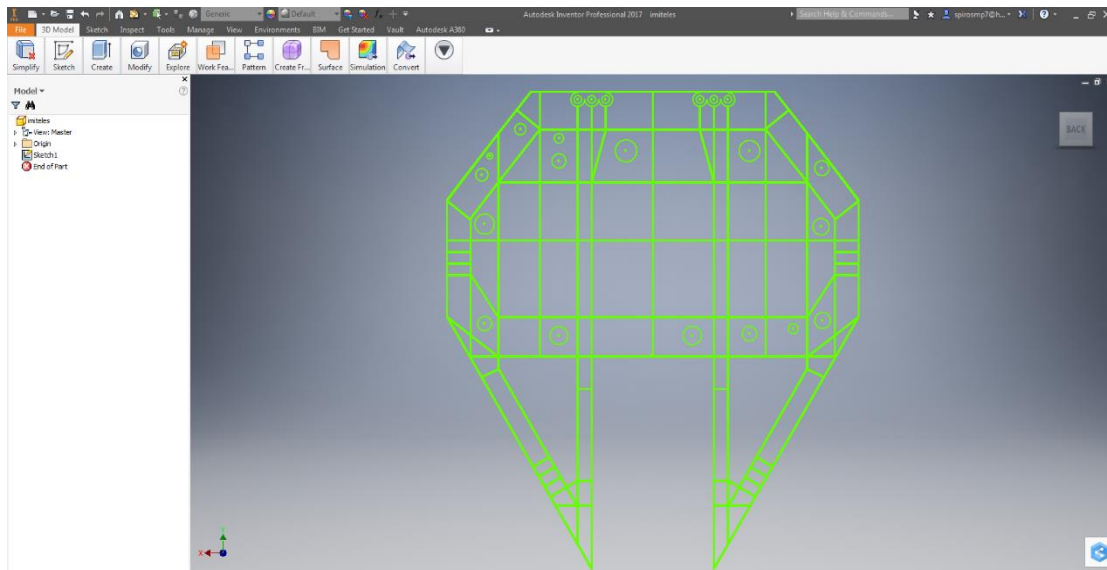 PRO
Generic
Default
Autodesk Inventor Professional 2017 imiteles
Search Help & Commands...
spirosmp7@h...
File 3D Model Sketch Inspect Tools Manage View Environments BIM Get Started Vault Autodesk A360
Simplify Sketch Create Modify Explore Work Fea... Pattern Create Fr... Surface Simulation Convert
Model
imiteles
View: Master
Origin
Sketch1
End of Part
BACK
Y
X